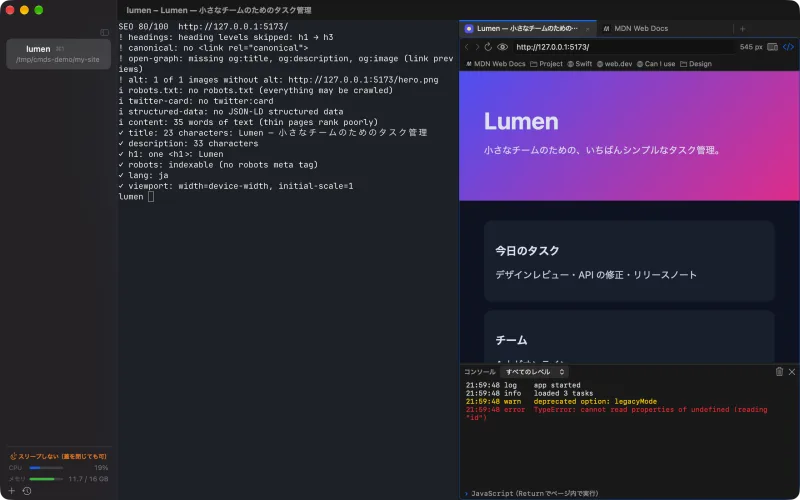 lumen – Lumen — 小さなチームのためのタスク管理
lumen ⌘1
/tmp/cmds-demo/my-site
SEO 80/100 http://127.0.0.1:5173/
! headings: heading levels skipped: h1 → h3
! canonical: no <link rel="canonical">
! open-graph: missing og:title, og:description, og:image (link prev
iews)
! alt: 1 of 1 images without alt: http://127.0.0.1:5173/hero.png
i robots.txt: no robots.txt (everything may be crawled)
i twitter-card: no twitter:card
i structured-data: no JSON-LD structured data
i content: 35 words of text (thin pages rank poorly)
✓ title: 23 characters: Lumen — 小さなチームのためのタスク管理
✓ description: 33 characters
✓ h1: one <h1>: Lumen
✓ robots: indexable (no robots meta tag)
✓ lang: ja
✓ viewport: width=device-width, initial-scale=1
lumen
スリープしない（蓋を閉じても可）
CPU 19%
メモリ 11.7 / 16 GB
Lumen — 小さなチームのための… ×
MDN Web Docs
http://127.0.0.1:5173/
545 px
MDN Web Docs Project Swift web.dev Can I use Design
Lumen
小さなチームのための、いちばんシンプルなタスク管理。
今日のタスク
デザインレビュー・API の修正・リリースノート
チーム
コンソール すべてのレベル
21:59:48 log app started
21:59:48 info loaded 3 tasks
21:59:48 warn deprecated option: legacyMode
21:59:48 error TypeError: cannot read properties of undefined (reading
"id")
› JavaScript（Return でページ内で実行）